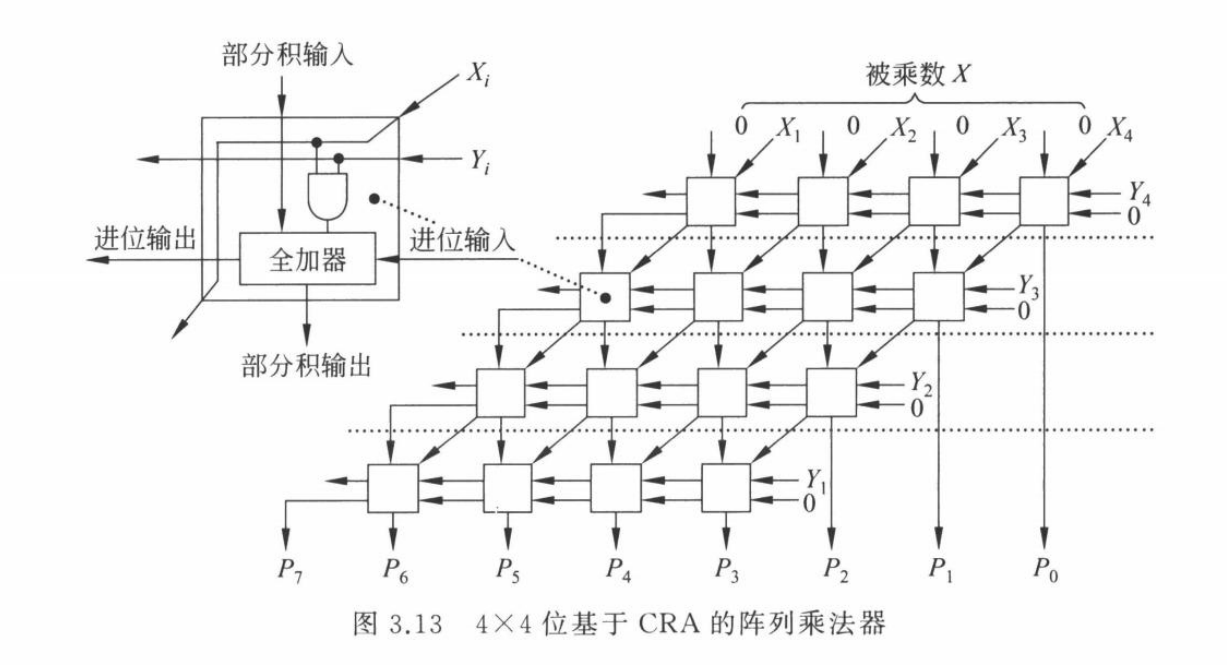 部分积输入
X_i
被乘数 X
0 X_1 0 X_2 0 X_3 0 X_4
Y_i
Y_4
0
进位输出 全加器 进位输入
Y_3
0
部分积输出
Y_2
0
Y_1
0
P_7 P_6 P_5 P_4 P_3 P_2 P_1 P_0
图 3.13 4×4 位基于 CRA 的阵列乘法器